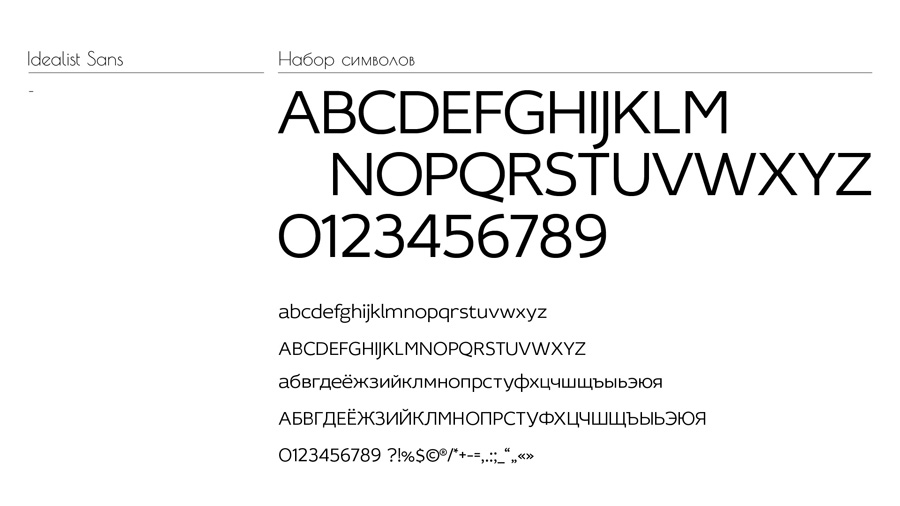 Idealist Sans
Набор символов
-
ABCDEFGHIJKLM
NOPQRSTUVWXYZ
0123456789
abcdefghijklmnopqrstuvwxyz
ABCDEFGHIJKLMNOPQRSTUVWXYZ
абвгдеёжзийклмнопрстуфхцчшщъыьэюя
АБВГДЕЁЖЗИЙКЛМНОПРСТУФХЦЧШЩЪЫЬЭЮЯ
0123456789 ?!%$©®/*+-=,.:;_“„«»